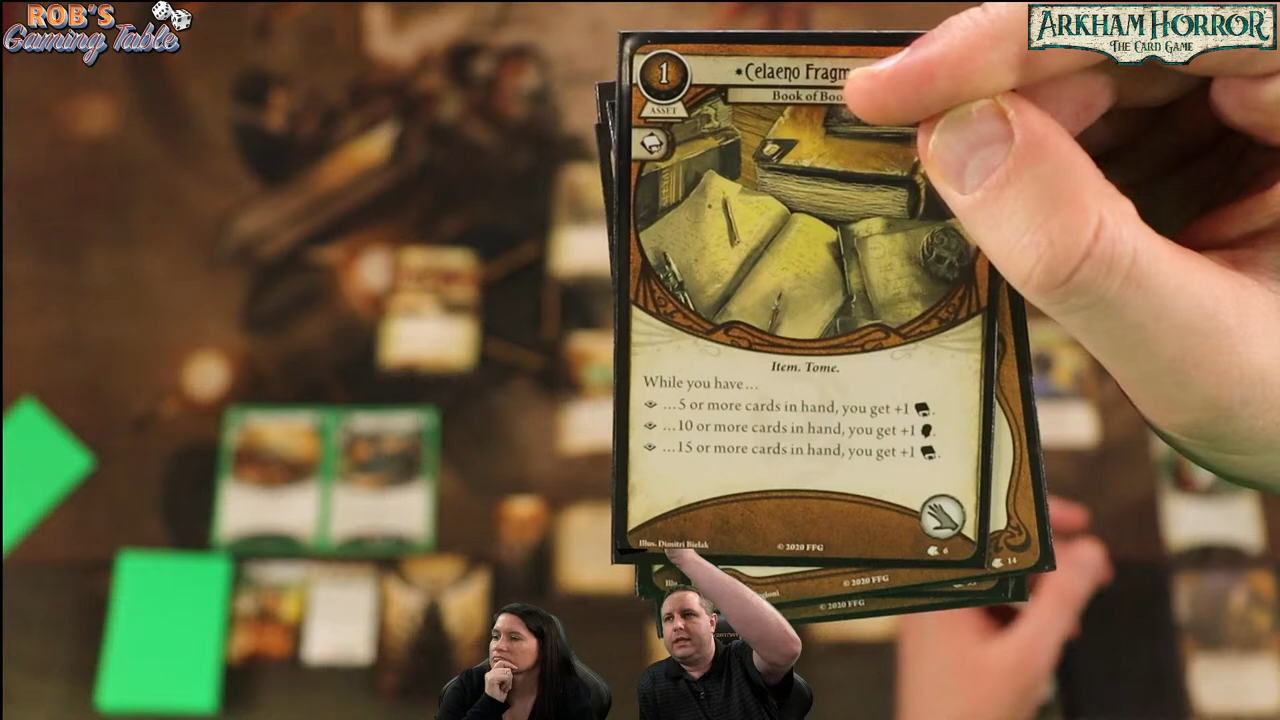 ROB'S
Gaming Table
ARKHAM HORROR
THE CARD GAME
1
ASSET
Celaeno Fragm
Book of Boo
Item. Tome.
While you have...
...5 or more cards in hand, you get +1
...10 or more cards in hand, you get +1
...15 or more cards in hand, you get +1
Illus. Dimitri Bielak
© 2020 FFG
6
© 2020 FFG
14
© 2020 FFG